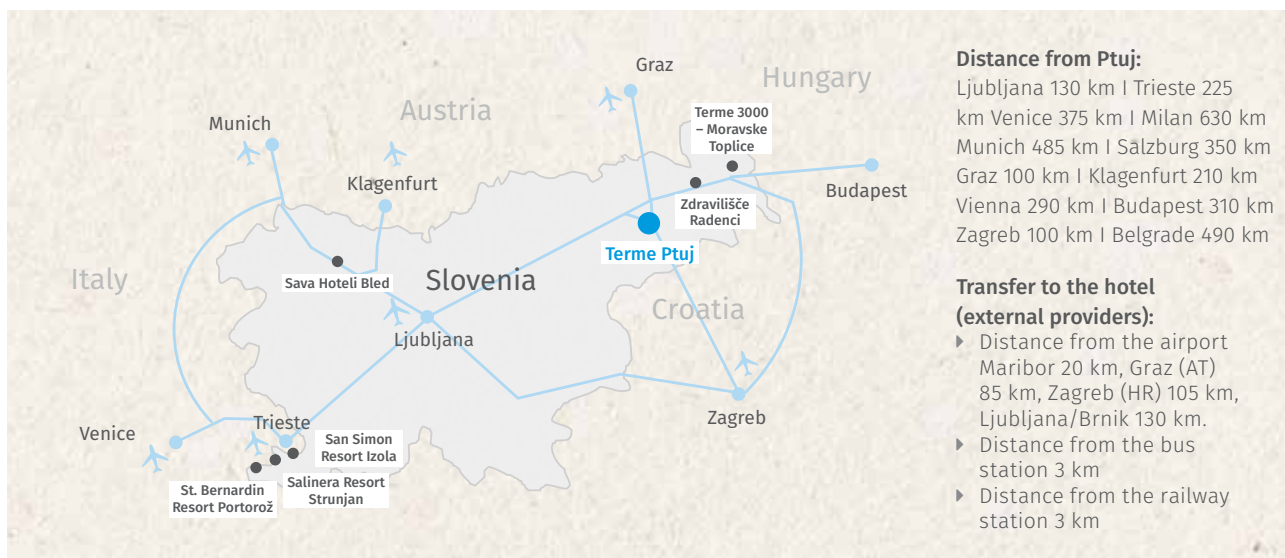 Graz
Hungary
Austria
Terme 3000
– Moravske
Toplice
Munich
Klagenfurt
Budapest
Zdravilišče
Radenci
Terme Ptuj
Italy
Sava Hoteli Bled
Slovenia
Croatia
Ljubljana
Zagreb
Trieste
Venice
San Simon
Resort Izola
Salinera Resort
Strunjan
St. Bernardin
Resort Portorož
Distance from Ptuj:
Ljubljana 130 km I Trieste 225
km Venice 375 km I Milan 630 km
Munich 485 km I Salzburg 350 km
Graz 100 km I Klagenfurt 210 km
Vienna 290 km I Budapest 310 km
Zagreb 100 km I Belgrade 490 km
Transfer to the hotel
(external providers):
Distance from the airport
Maribor 20 km, Graz (AT)
85 km, Zagreb (HR) 105 km,
Ljubljana/Brnik 130 km.
Distance from the bus
station 3 km
Distance from the railway
station 3 km